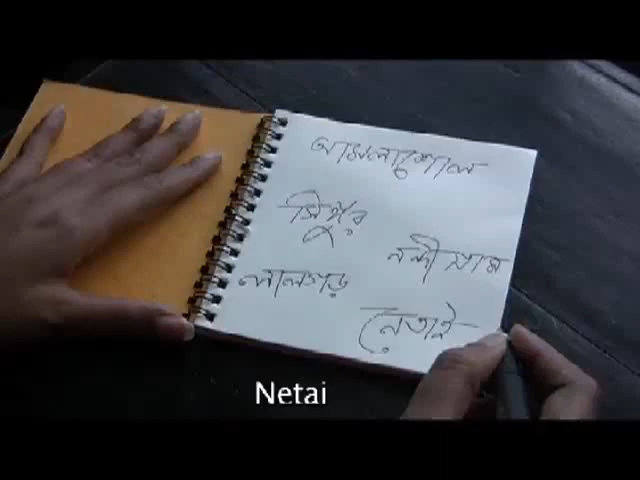 আমলাশোল
সিঙ্গুর
নন্দীগ্রাম
লালগড়
নেতাই
Netai